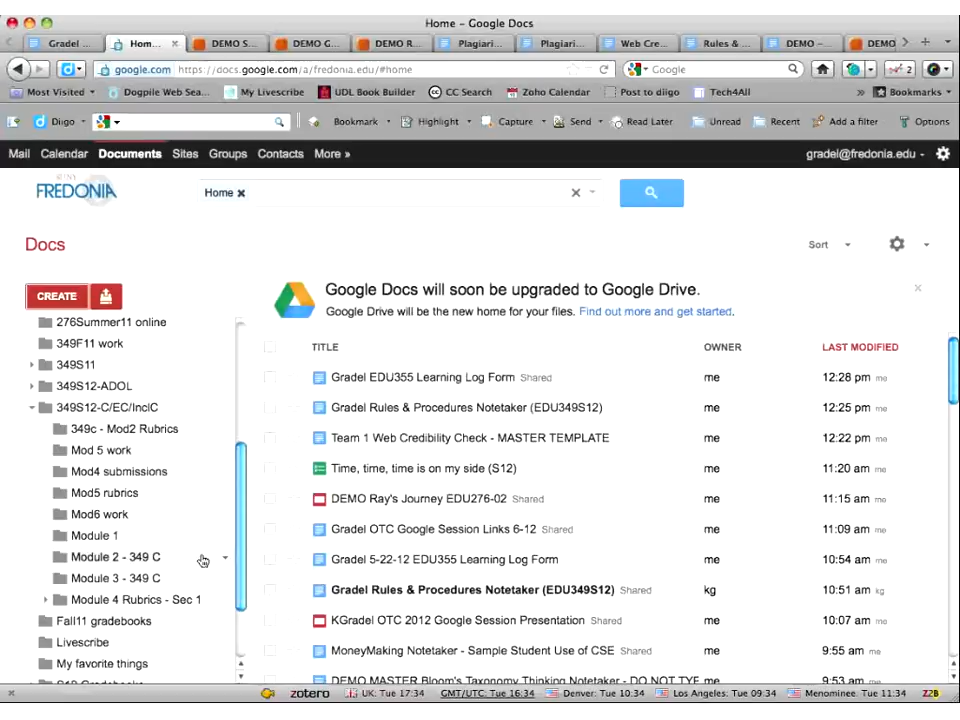 Home – Google Docs
Gradel ... Hom... × DEMO S... DEMO G... DEMO R... Plagiari... Plagiari... Web Cre... Rules & ... DEMO –... DEMO
google.com https://docs.google.com/a/fredonia.edu/#home Google 2
Most Visited Dogpile Web Sea... My Livescribe UDL Book Builder CC Search Zoho Calendar Post to diigo Tech4All » Bookmarks
Diigo Bookmark Highlight Capture Send Read Later Unread Recent Add a filter Options
Mail Calendar Documents Sites Groups Contacts More » gradel@fredonia.edu
FREDONIA Home × ×
Docs Sort
CREATE
Google Docs will soon be upgraded to Google Drive.
Google Drive will be the new home for your files. Find out more and get started.
276Summer11 online
349F11 work
349S11
349S12-ADOL
349S12-C/EC/InclC
349c - Mod2 Rubrics
Mod 5 work
Mod4 submissions
Mod5 rubrics
Mod6 work
Module 1
Module 2 - 349 C
Module 3 - 349 C
Module 4 Rubrics - Sec 1
Fall11 gradebooks
Livescribe
My favorite things
TITLE OWNER LAST MODIFIED
Gradel EDU355 Learning Log Form Shared me 12:28 pm me
Gradel Rules & Procedures Notetaker (EDU349S12) me 12:25 pm me
Team 1 Web Credibility Check - MASTER TEMPLATE me 12:22 pm me
Time, time, time is on my side (S12) me 11:20 am me
DEMO Ray's Journey EDU276-02 Shared me 11:15 am me
Gradel OTC Google Session Links 6-12 Shared me 11:09 am me
Gradel 5-22-12 EDU355 Learning Log Form me 10:54 am me
Gradel Rules & Procedures Notetaker (EDU349S12) Shared kg 10:51 am kg
KGradel OTC 2012 Google Session Presentation Shared me 10:07 am me
MoneyMaking Notetaker - Sample Student Use of CSE Shared me 9:55 am me
DEMO MASTER Bloom's Taxonomy Thinking Notetaker - DO NOT TYP me 9:53 am me
zotero UK: Tue 17:34 GMT/UTC: Tue 16:34 Denver: Tue 10:34 Los Angeles: Tue 09:34 Menominee: Tue 11:34